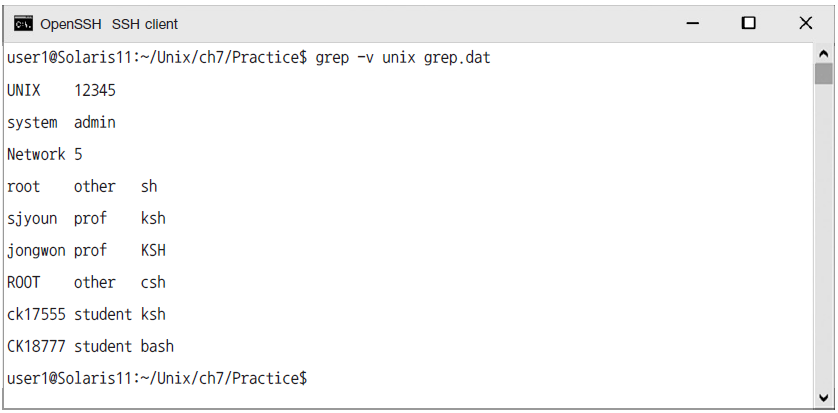 OpenSSH SSH client
user1@Solaris11:~/Unix/ch7/Practice$ grep -v unix grep.dat
UNIX 12345
system admin
Network 5
root other sh
sjyoun prof ksh
jongwon prof KSH
ROOT other csh
ck17555 student ksh
CK18777 student bash
user1@Solaris11:~/Unix/ch7/Practice$